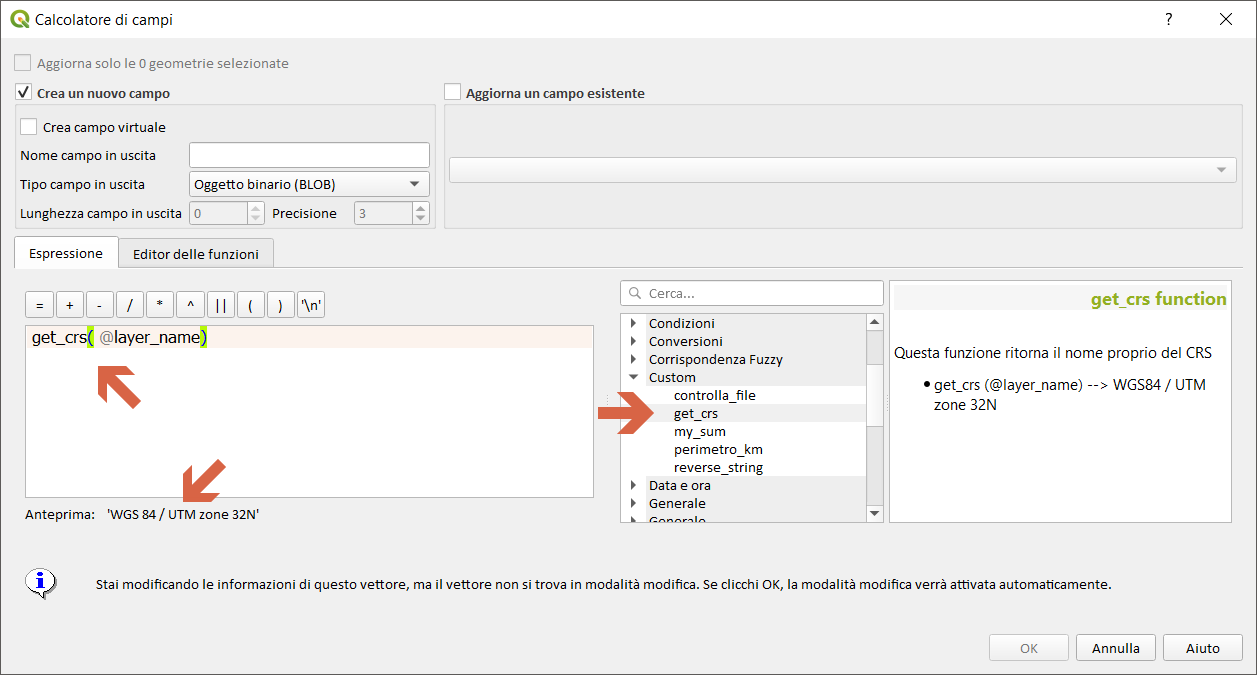 Calcolatore di campi
?
Aggiorna solo le 0 geometrie selezionate
Crea un nuovo campo
Aggiorna un campo esistente
Crea campo virtuale
Nome campo in uscita
Tipo campo in uscita Oggetto binario (BLOB)
Lunghezza campo in uscita 0 Precisione 3
Espressione Editor delle funzioni
= + - / * ^ || ( ) '\n'
get_crs( @layer_name)
Anteprima: 'WGS 84 / UTM zone 32N'
Cerca...
Condizioni
Conversioni
Corrispondenza Fuzzy
Custom
controlla_file
get_crs
my_sum
perimetro_km
reverse_string
Data e ora
Generale
Generale
get_crs function
Questa funzione ritorna il nome proprio del CRS
get_crs (@layer_name) --> WGS84 / UTM
zone 32N
Stai modificando le informazioni di questo vettore, ma il vettore non si trova in modalità modifica. Se clicchi OK, la modalità modifica verrà attivata automaticamente.
OK Annulla Aiuto